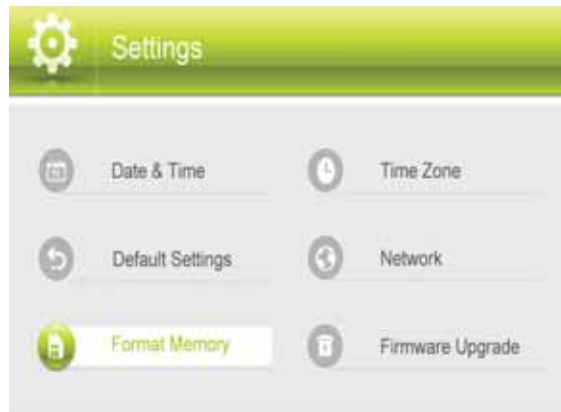 Settings
Date & Time
Time Zone
Default Settings
Network
Format Memory
Firmware Upgrade